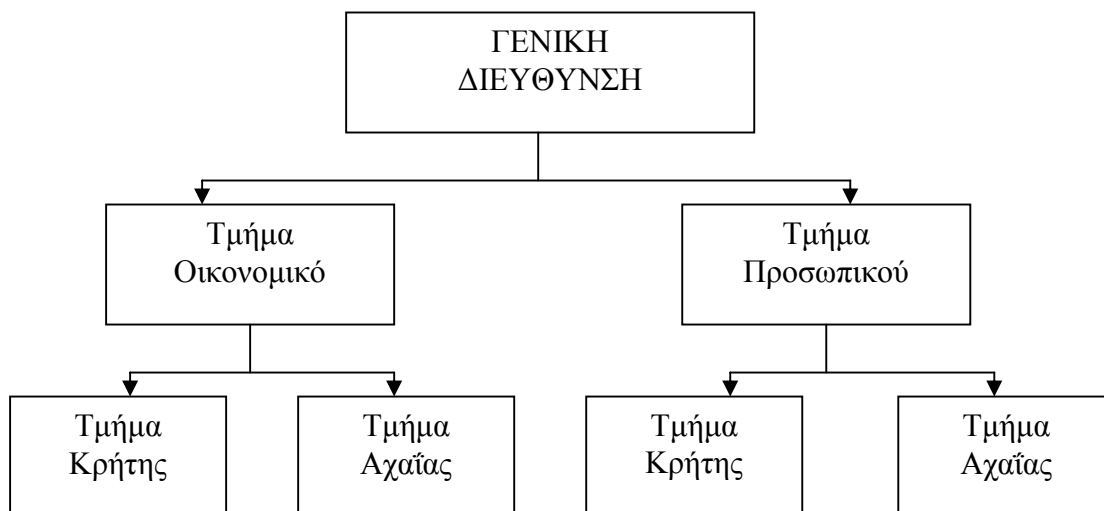 ΓΕΝΙΚΗ
ΔΙΕΥΘΥΝΣΗ
Τμήμα
Οικονομικό
Τμήμα
Προσωπικού
Τμήμα
Κρήτης
Τμήμα
Αχαΐας
Τμήμα
Κρήτης
Τμήμα
Αχαΐας